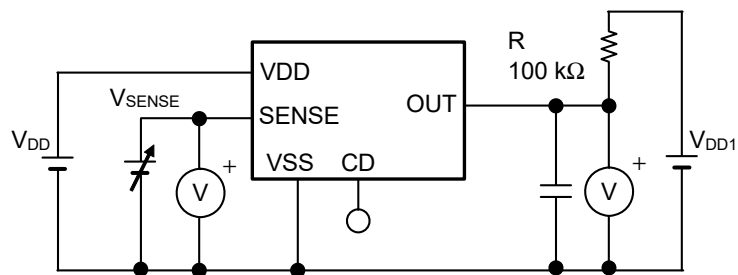 R
100 kΩ
VDD
VSENSE
OUT
SENSE
VDD
VSS
CD
+
V
+
V
VDD1